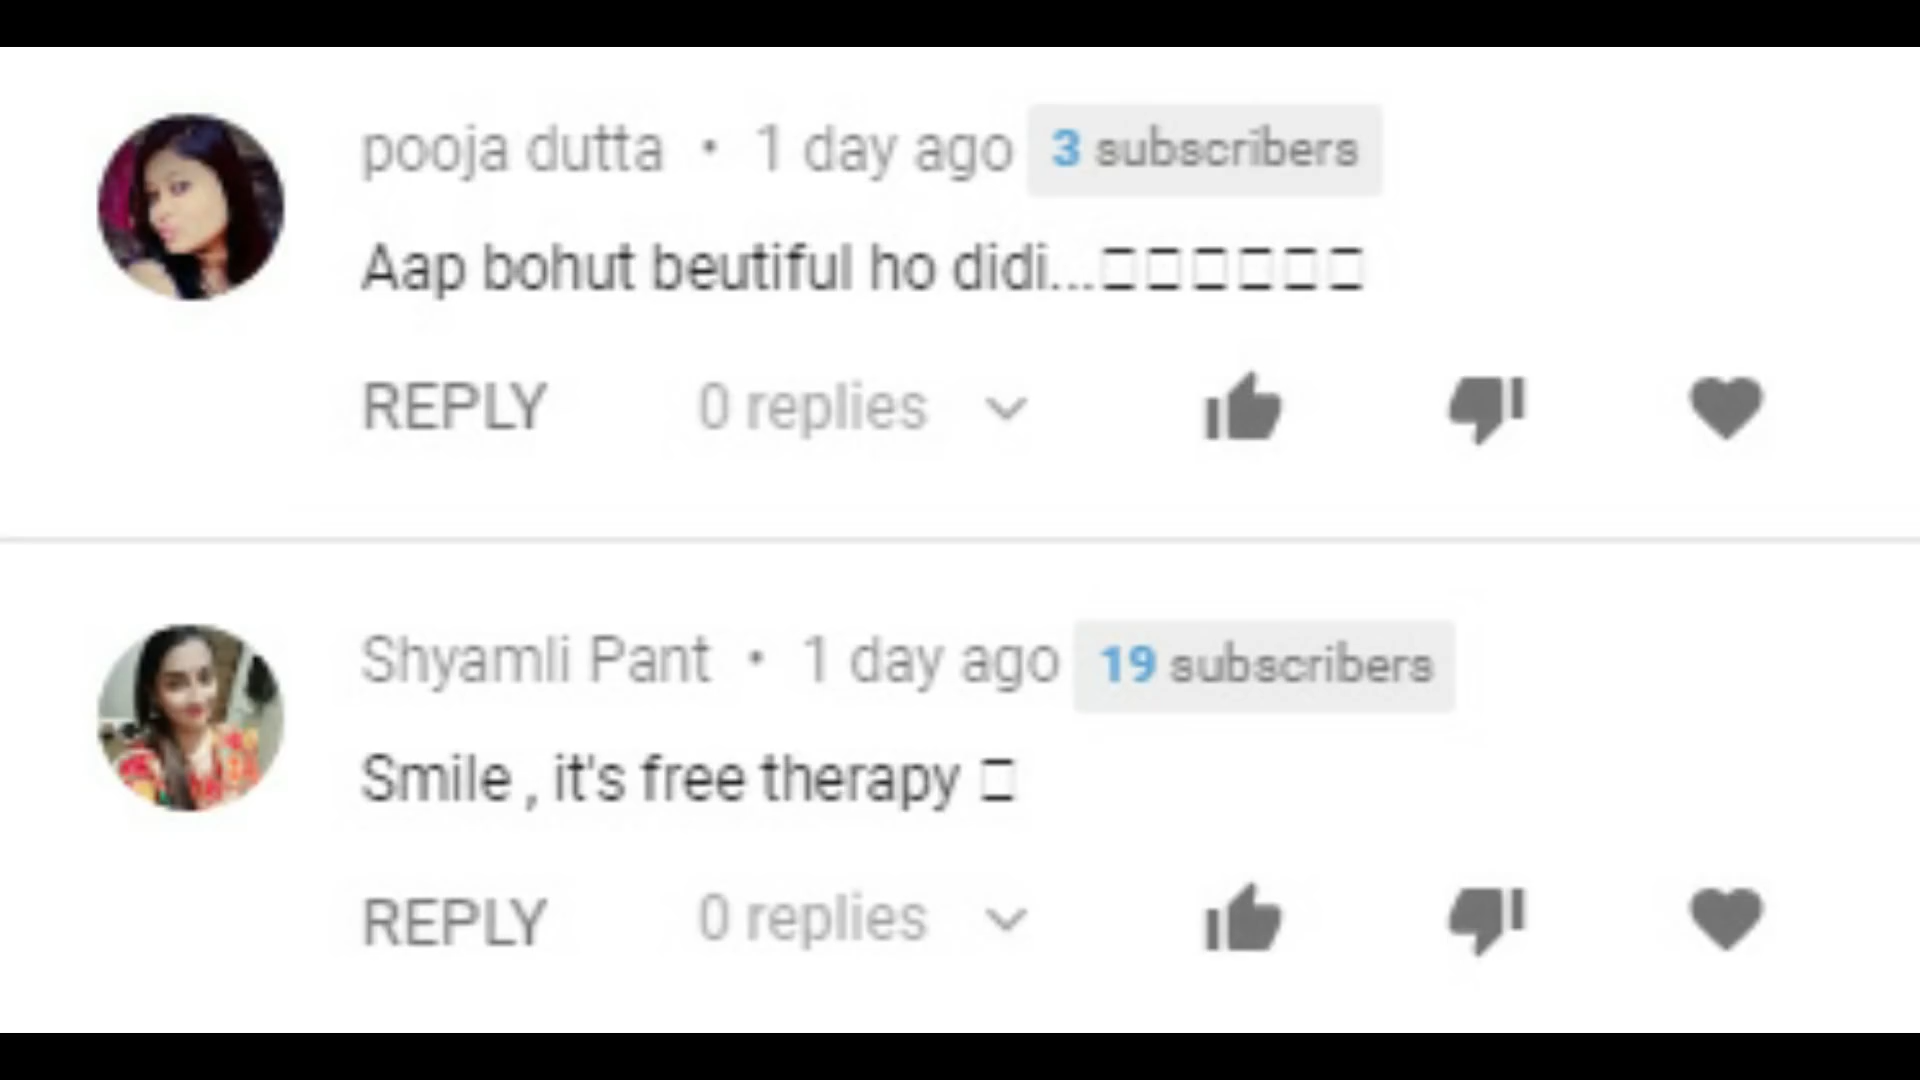 pooja dutta • 1 day ago 3 subscribers
Aap bohut beutiful ho didi...□□□□□□
REPLY 0 replies
Shyamli Pant • 1 day ago 19 subscribers
Smile , it's free therapy □
REPLY 0 replies